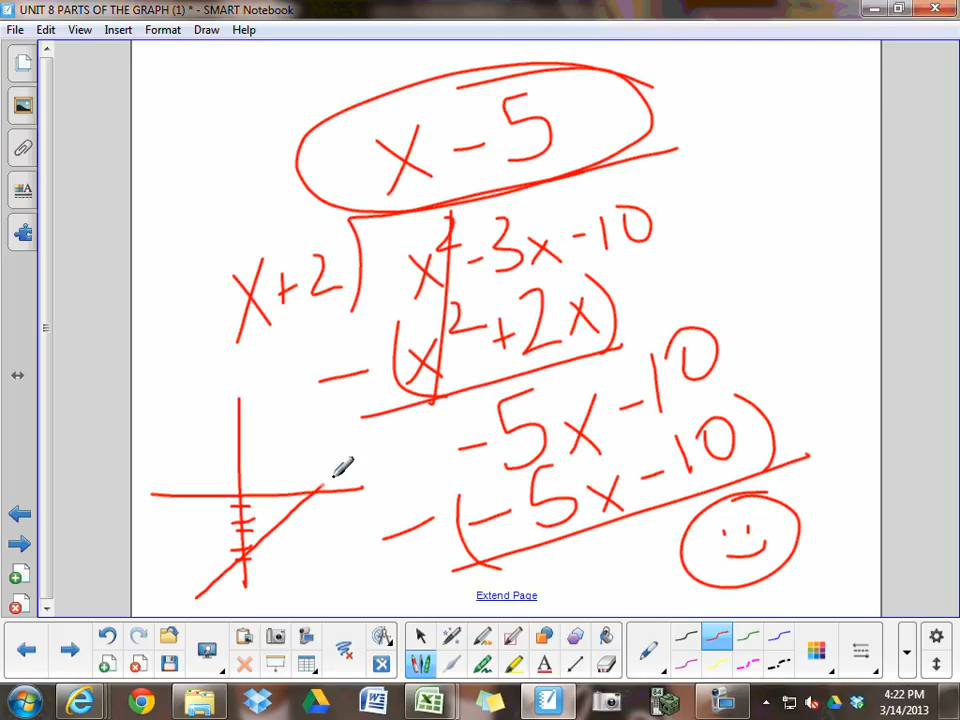 UNIT 8 PARTS OF THE GRAPH (1) * - SMART Notebook
File Edit View Insert Format Draw Help
x - 5
x+2 ) x² -3x -10
- (x² +2x)
-5x -10
- (-5x -10)
Extend Page
4:22 PM
3/14/2013